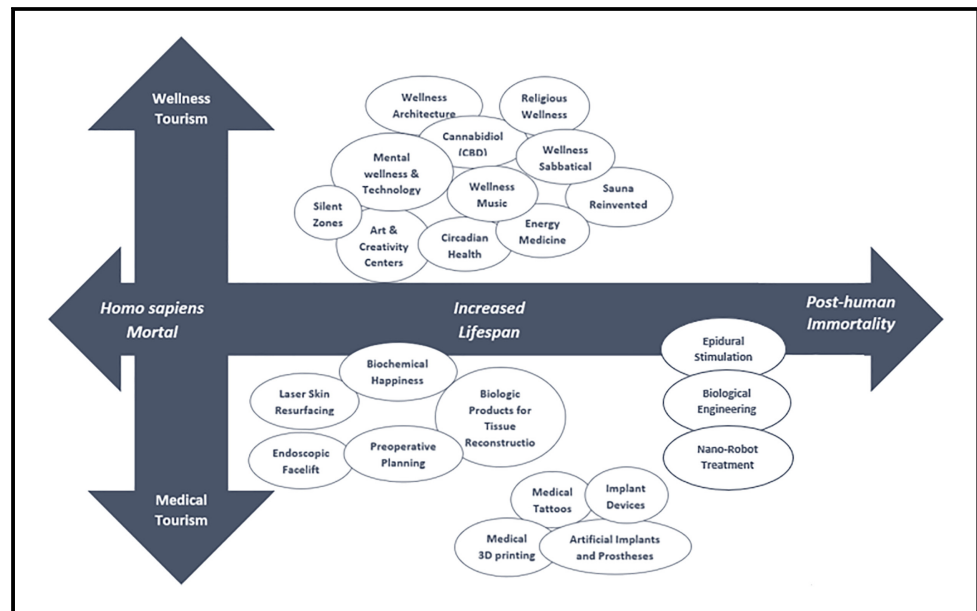 Wellness
Tourism
Wellness
Architecture
Religious
Wellness
Cannabidiol
(CBD)
Mental
wellness &
Technology
Wellness
Sabbatical
Wellness
Music
Sauna
Reinvented
Silent
Zones
Art &
Creativity
Centers
Circadian
Health
Energy
Medicine
Homo sapiens
Mortal
Increased
Lifespan
Post-human
Immortality
Epidural
Stimulation
Biochemical
Happiness
Laser Skin
Resurfacing
Biologic
Products for
Tissue
Reconstructio
Biological
Engineering
Endoscopic
Facelift
Preoperative
Planning
Nano-Robot
Treatment
Medical
Tourism
Medical
Tattoos
Implant
Devices
Medical
3D printing
Artificial Implants
and Prostheses